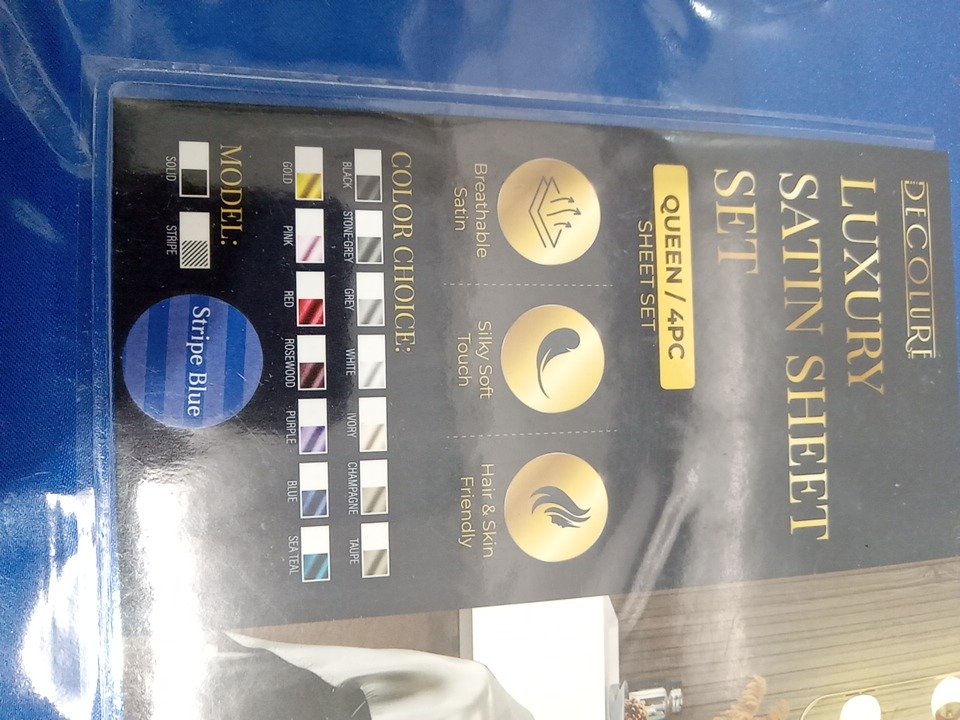 DECOLURE
LUXURY
SATIN SHEET
SET
QUEEN / 4PC
SHEET SET
Breathable
Satin
Silky Soft
Touch
Hair & Skin
Friendly
COLOR CHOICE:
BLACK
STONE GREY
GREY
WHITE
IVORY
CHAMPAGNE
TAUPE
GOLD
PINK
RED
ROSEWOOD
PURPLE
BLUE
SEA TEAL
MODEL:
SOLID
STRIPE
Stripe Blue